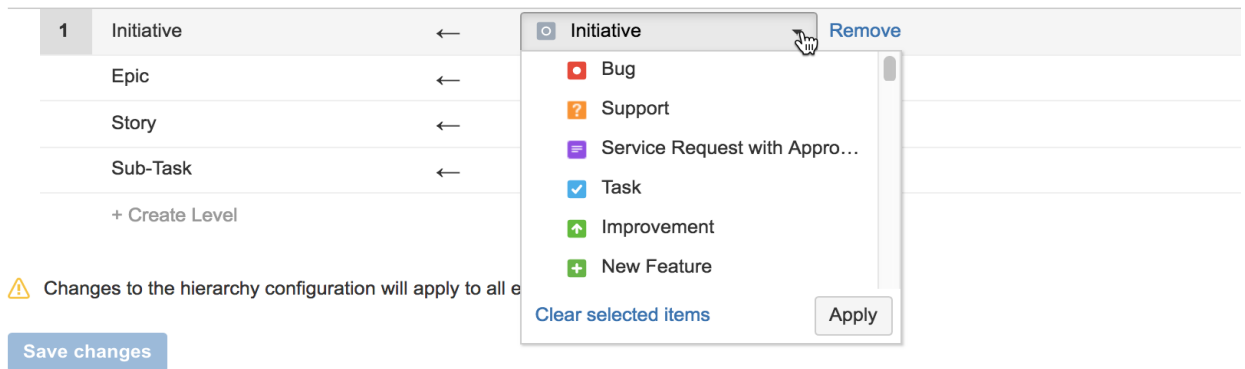 1 Initiative ← Initiative Remove
Epic ←
Bug
Support
Story ←
Service Request with Appro...
Sub-Task ←
Task
+ Create Level
Improvement
New Feature
Changes to the hierarchy configuration will apply to all e
Clear selected items Apply
Save changes